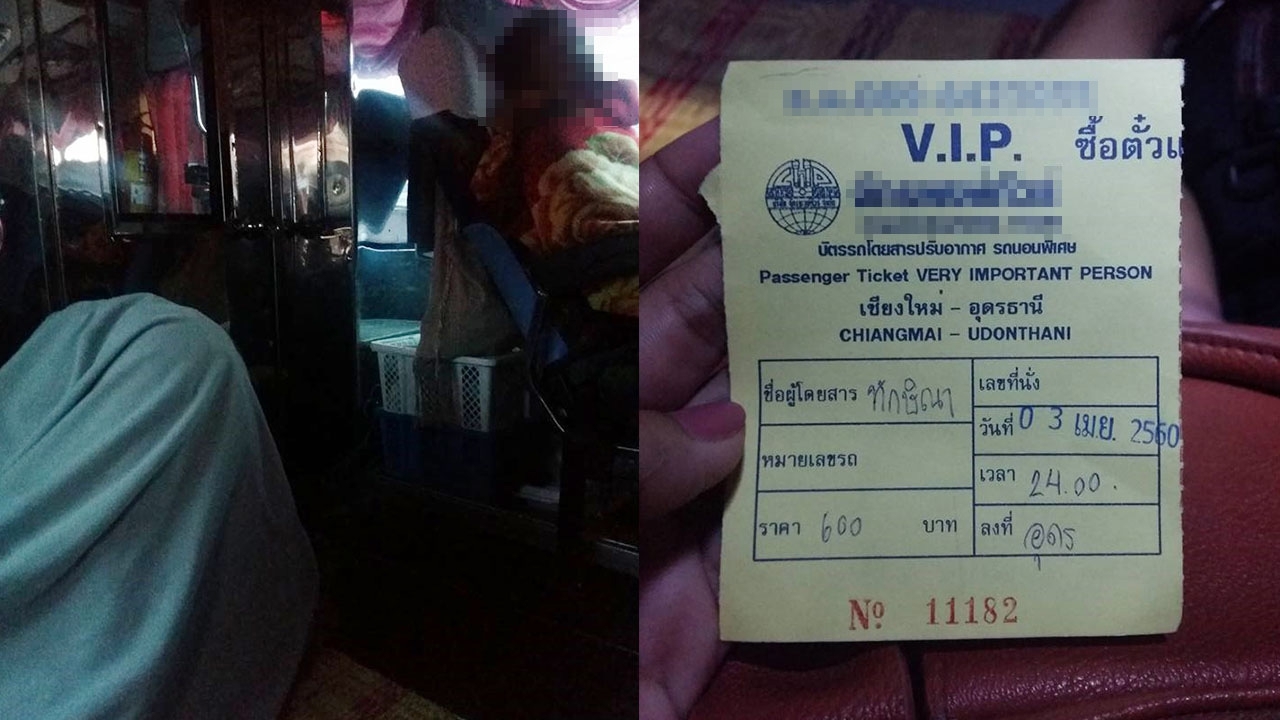 V.I.P. ซื้อตั๋ว
บัตรรถโดยสารปรับอากาศ รถนอนพิเศษ
Passenger Ticket VERY IMPORTANT PERSON
เชียงใหม่ - อุดรธานี
CHIANGMAI - UDONTHANI
ชื่อผู้โดยสาร ทักษิณา
เลขที่นั่ง
วันที่ 0 3 เม.ย. 2560
หมายเลขรถ
เวลา 24.00.
ราคา 600 บาท
ลงที่ อุดร
No 11182